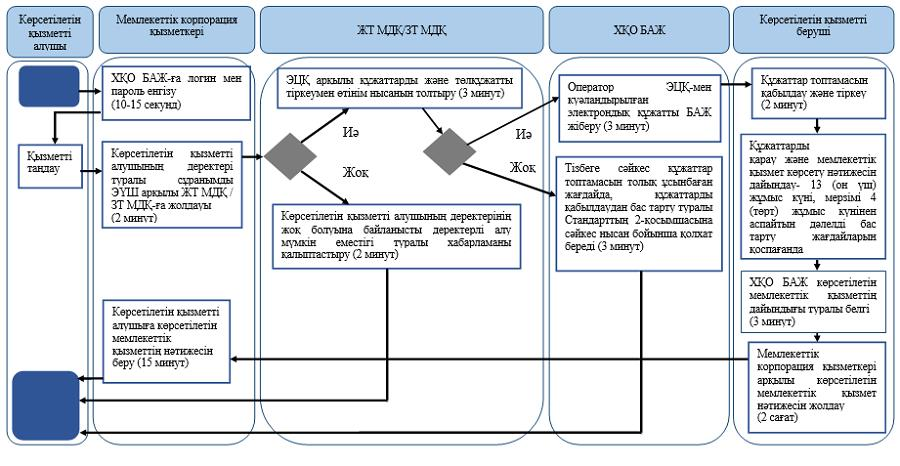 Көрсетілетін
қызметті
алушы
Мемлекеттік корпорация
қызметкері
ЖТ МДҚ/ЗТ МДҚ
ХҚО БАЖ
Көрсетілетін қызметті
беруші
ХҚО БАЖ-ға логин мен
пароль енгізу
(10-15 секунд)
Қызметті
таңдау
Көрсетілетін қызметті
алушының деректері
туралы сұранымды
ЭҮШ арқылы ЖТ МДҚ /
ЗТ МДҚ-ға жолдауы
(2 минут)
Көрсетілетін қызметті
алушыға көрсетілетін
мемлекеттік
қызметтің нәтижесін
беру (15 минут)
ЭЦҚ арқылы құжаттарды және төлқұжатты
тіркеумен өтінім нысанын толтыру (3 минут)
Иә
Жоқ
Көрсетілетін қызметті алушының деректерінің
жоқ болуына байланысты деректерлі алу
мүмкін еместігі туралы хабарламаны
қалыптастыру (2 минут)
Оператор ЭЦҚ-мен
куәландырылған
электрондық құжатты БАЖ
жіберу (3 минут)
Иә
Жоқ
Тізбеге сәйкес құжаттар
топтамасын толық ұсынбаған
жағдайда, құжаттарды
қабылдаудан бас тарту туралы
Стандарттың 2-қосымшасына
сәйкес нысан бойынша қолхат
береді (3 минут)
Құжаттар топтамасын
қабылдау және тіркеу
(2 минут)
Құжаттарды
қарау және мемлекеттік
қызмет көрсету нәтижесін
дайындау- 13 (он үш)
жұмыс күні, мерзімі 4
(төрт) жұмыс күнінен
аспайтын дәлелді бас
тарту жағдайларын
қоспағанда
ХҚО БАЖ көрсетілетін
мемлекеттік қызметтің
дайындығы туралы белгі
(3 минут)
Мемлекеттік
корпорация қызметкері
арқылы көрсетілетін
мемлекеттік қызмет
нәтижесін жолдау
(2 сағат)